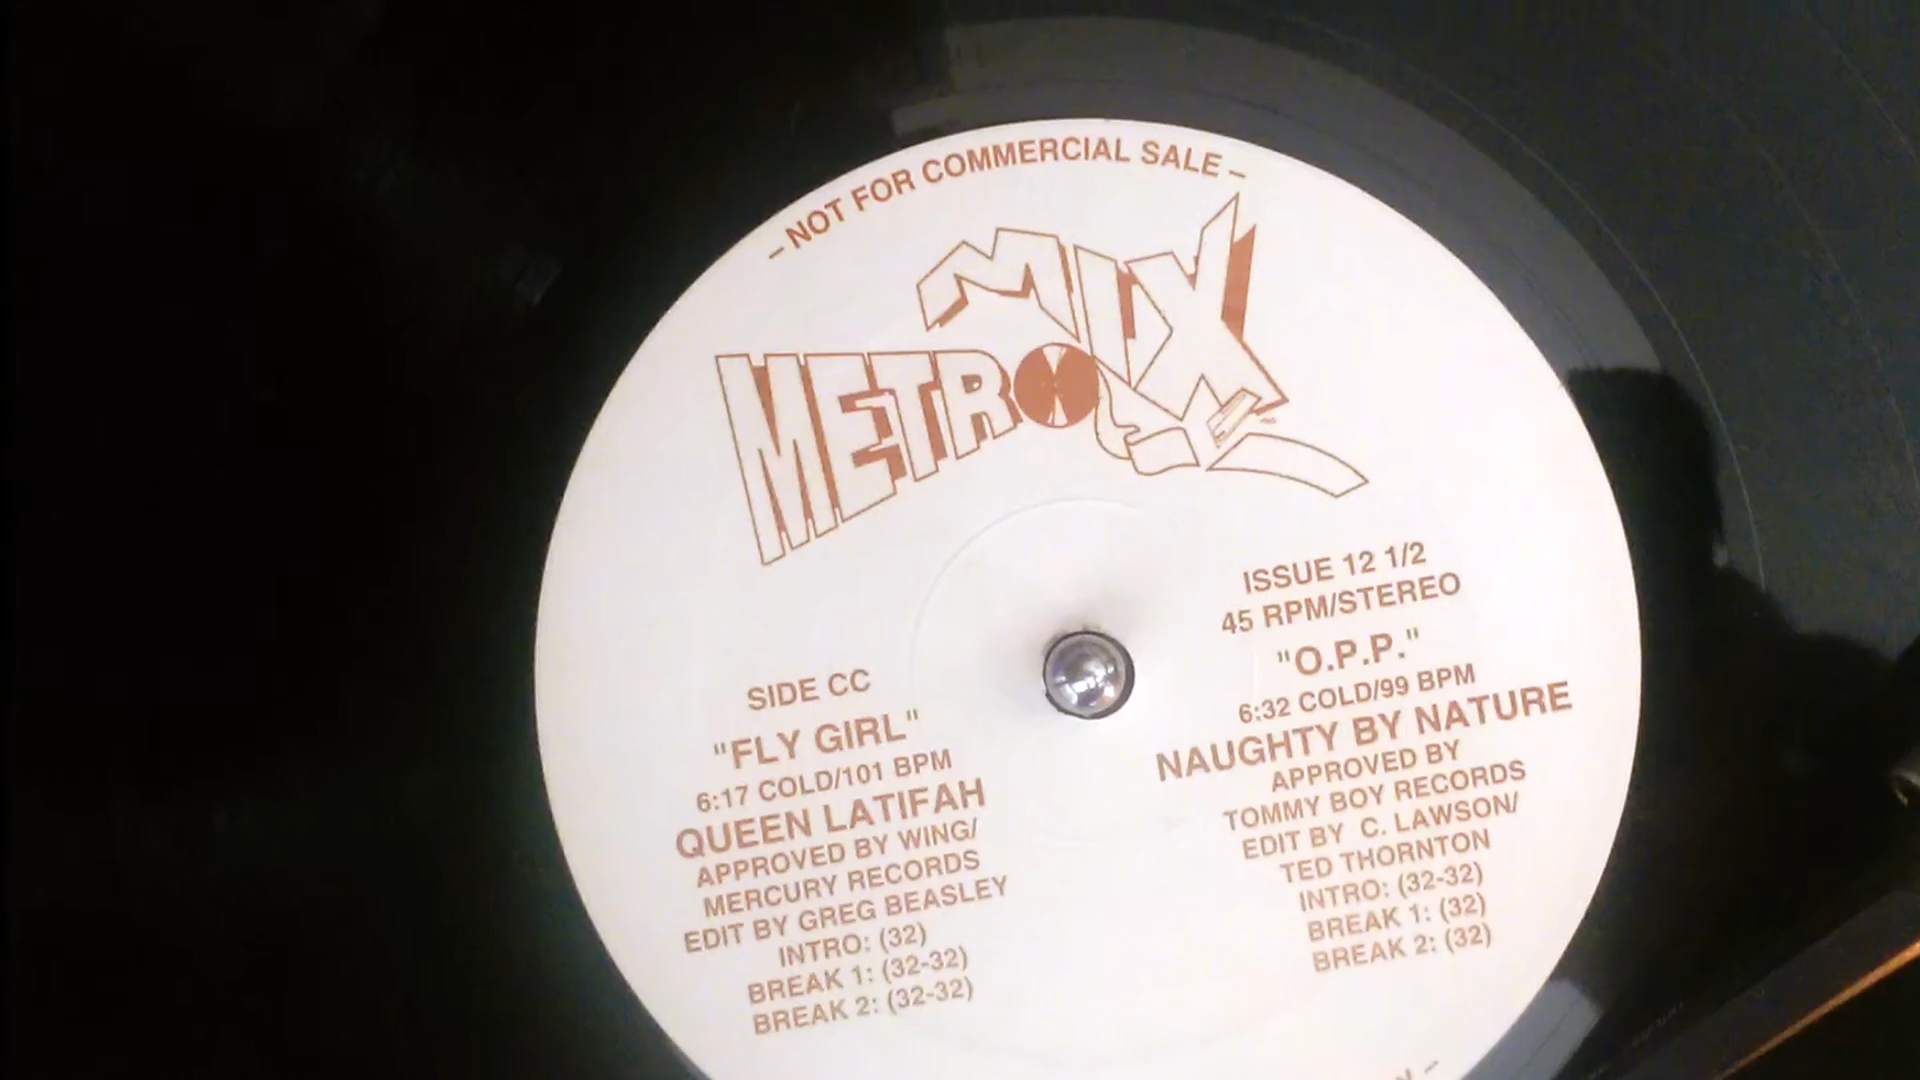 – NOT FOR COMMERCIAL SALE –
METRO MIX
ISSUE 12 1/2
45 RPM/STEREO
SIDE CC
"FLY GIRL"
6:17 COLD/101 BPM
QUEEN LATIFAH
APPROVED BY WING/
MERCURY RECORDS
EDIT BY GREG BEASLEY
INTRO: (32)
BREAK 1: (32-32)
BREAK 2: (32-32)
"O.P.P."
6:32 COLD/99 BPM
NAUGHTY BY NATURE
APPROVED BY
TOMMY BOY RECORDS
EDIT BY C. LAWSON/
TED THORNTON
INTRO: (32-32)
BREAK 1: (32)
BREAK 2: (32)